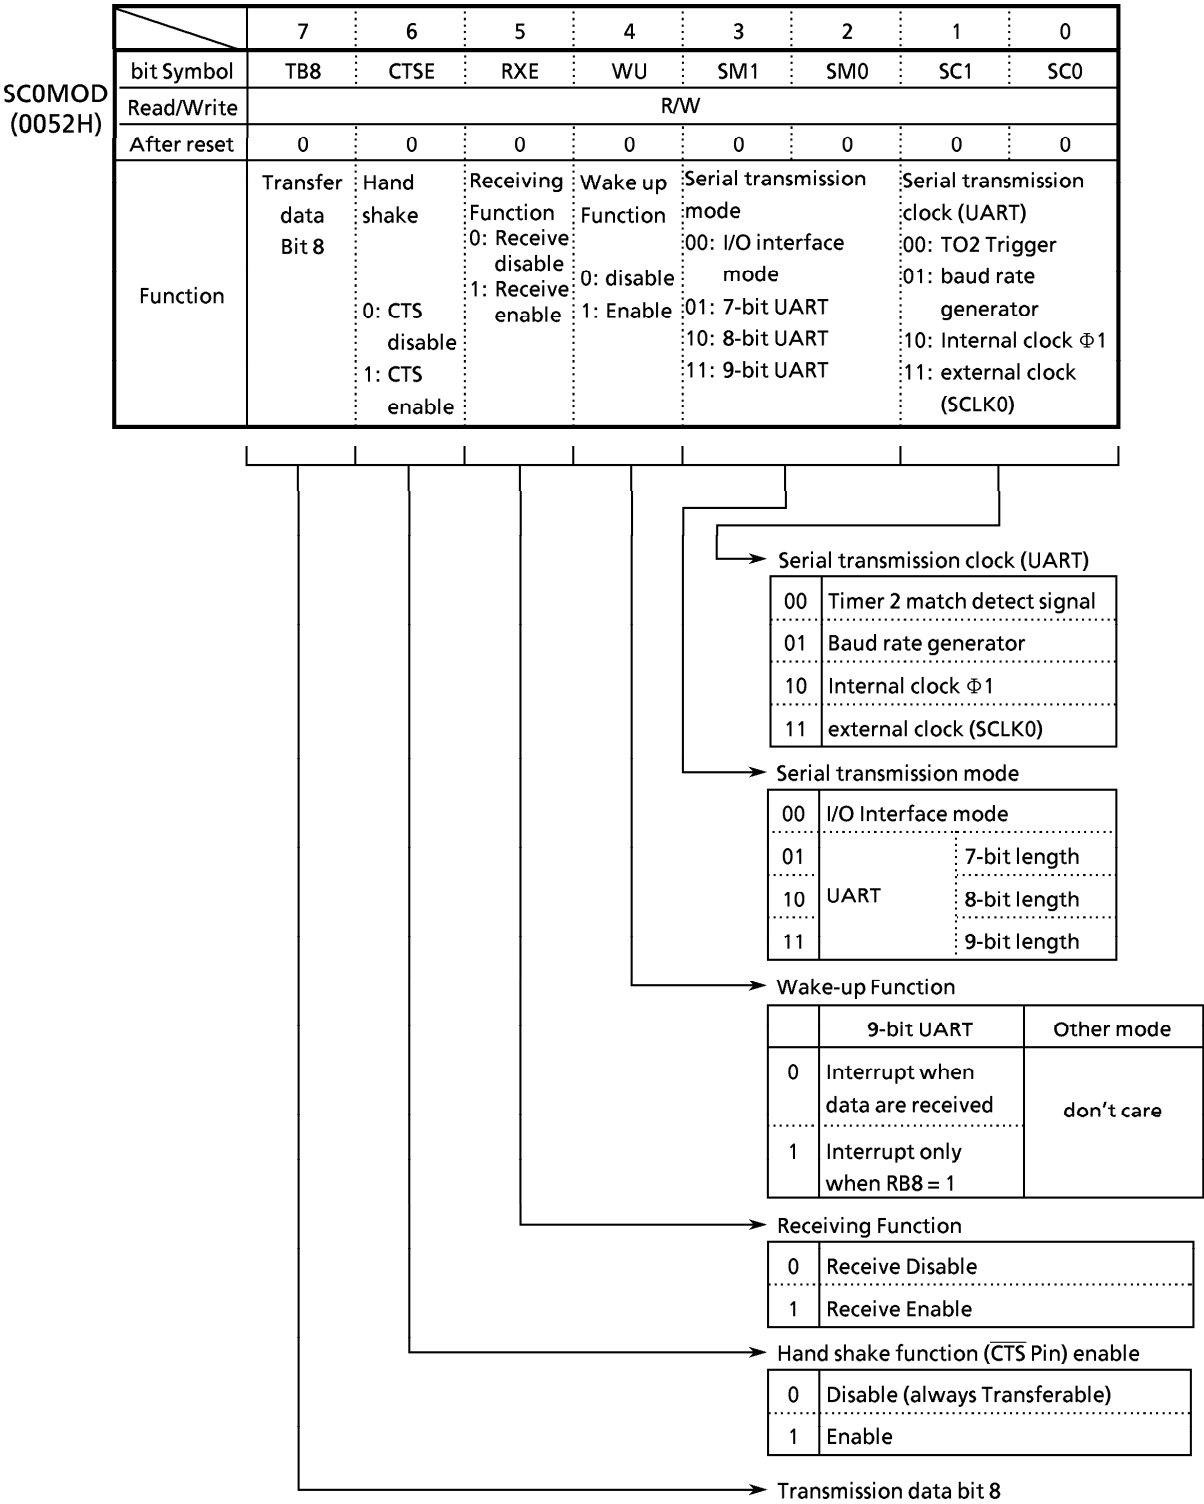 7 6 5 4 3 2 1 0
SC0MOD
(0052H)
bit Symbol TB8 CTSE RXE WU SM1 SM0 SC1 SC0
Read/Write R/W
After reset 0 0 0 0 0 0 0 0
Function
Transfer
data
Bit 8
Hand
shake
0: CTS
disable
1: CTS
enable
Receiving
Function
0: Receive
disable
1: Receive
enable
Wake up
Function
0: disable
1: Enable
Serial transmission
mode
00: I/O interface
mode
01: 7-bit UART
10: 8-bit UART
11: 9-bit UART
Serial transmission
clock (UART)
00: TO2 Trigger
01: baud rate
generator
10: Internal clock Φ1
11: external clock
(SCLK0)
Serial transmission clock (UART)
00 Timer 2 match detect signal
01 Baud rate generator
10 Internal clock Φ1
11 external clock (SCLK0)
Serial transmission mode
00 I/O Interface mode
01 7-bit length
10 UART 8-bit length
11 9-bit length
Wake-up Function
9-bit UART Other mode
0 Interrupt when
data are received
don't care
1 Interrupt only
when RB8 = 1
Receiving Function
0 Receive Disable
1 Receive Enable
Hand shake function (C̅T̅S̅ Pin) enable
0 Disable (always Transferable)
1 Enable
Transmission data bit 8